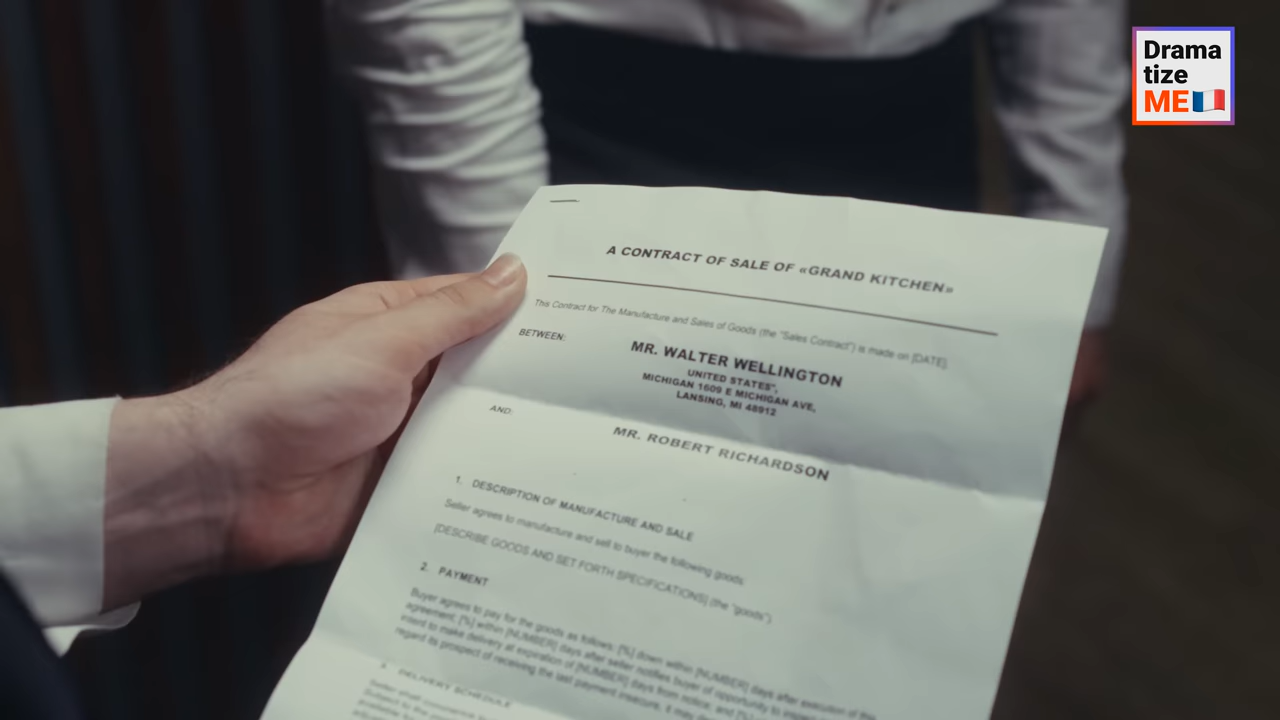 Drama
tize
ME
A CONTRACT OF SALE OF «GRAND KITCHEN»
This Contract for The Manufacture and Sales of Goods (the "Sales Contract") is made on [DATE]
BETWEEN:
MR. WALTER WELLINGTON
UNITED STATES",
MICHIGAN 1609 E MICHIGAN AVE,
LANSING, MI 48912
AND:
MR. ROBERT RICHARDSON
1. DESCRIPTION OF MANUFACTURE AND SALE
Seller agrees to manufacture and sell to buyer the following goods:
[DESCRIBE GOODS AND SET FORTH SPECIFICATIONS] (the "goods")
2. PAYMENT
Buyer agrees to pay for the goods as follows: [%] down within [NUMBER] days after execution of the
agreement; [%] within [NUMBER] days after seller notifies buyer of opportunity to
intent to make delivery at expiration of [NUMBER] days from notice; and [%]
regard its prospect of receiving the last payment insecure, it may
DELIVERY SCHEDULE
Seller shall